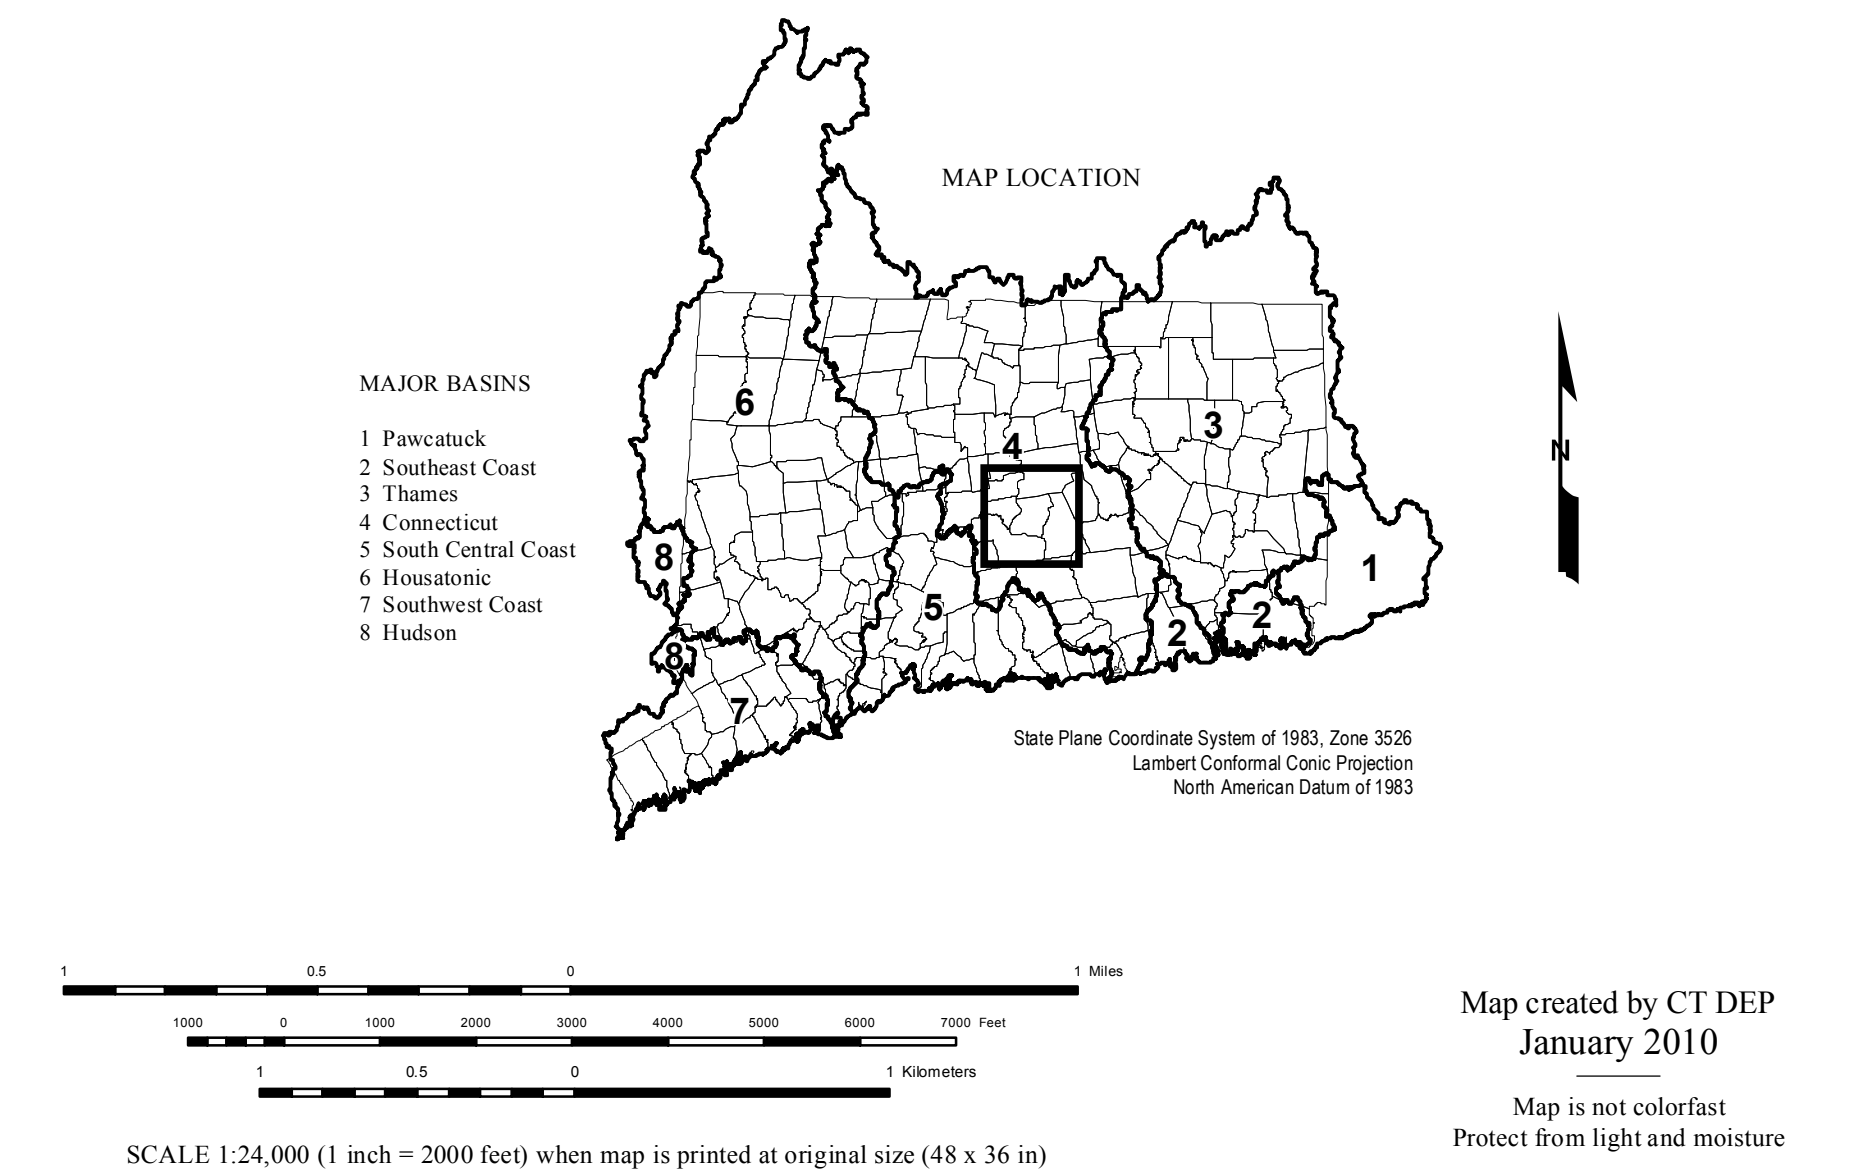 MAP LOCATION
MAJOR BASINS
1 Pawcatuck
2 Southeast Coast
3 Thames
4 Connecticut
5 South Central Coast
6 Housatonic
7 Southwest Coast
8 Hudson
6
3
4
N
8
1
5
2
2
8
7
State Plane Coordinate System of 1983, Zone 3526
Lambert Conformal Conic Projection
North American Datum of 1983
1 0.5 0 1 Miles
1000 0 1000 2000 3000 4000 5000 6000 7000 Feet
1 0.5 0 1 Kilometers
SCALE 1:24,000 (1 inch = 2000 feet) when map is printed at original size (48 x 36 in)
Map created by CT DEP
January 2010
Map is not colorfast
Protect from light and moisture